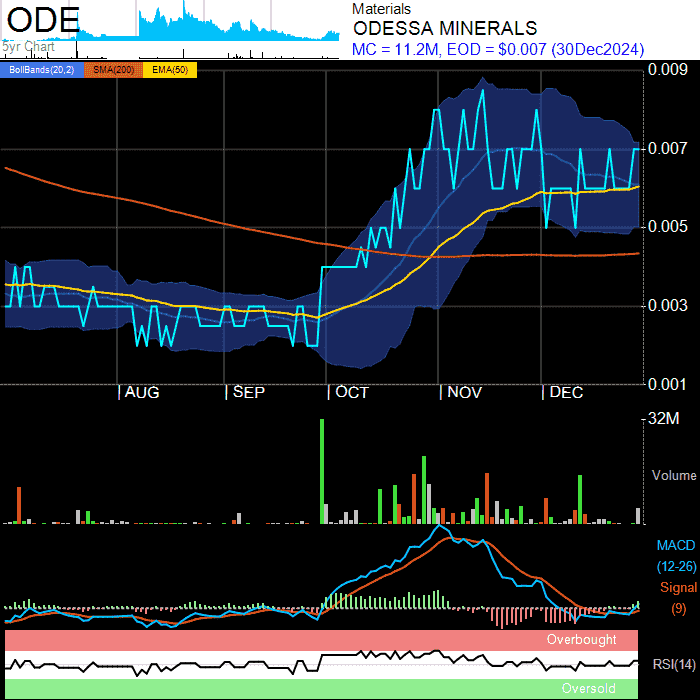 ODE
5yr Chart
Materials
ODESSA MINERALS
MC = 11.2M, EOD = $0.007 (30Dec2024)
BollBands(20,2) SMA(200) EMA(50)
0.009
0.007
0.005
0.003
0.001
AUG SEP OCT NOV DEC
32M
Volume
MACD
(12-26)
Signal
(9)
Overbought
RSI(14)
Oversold